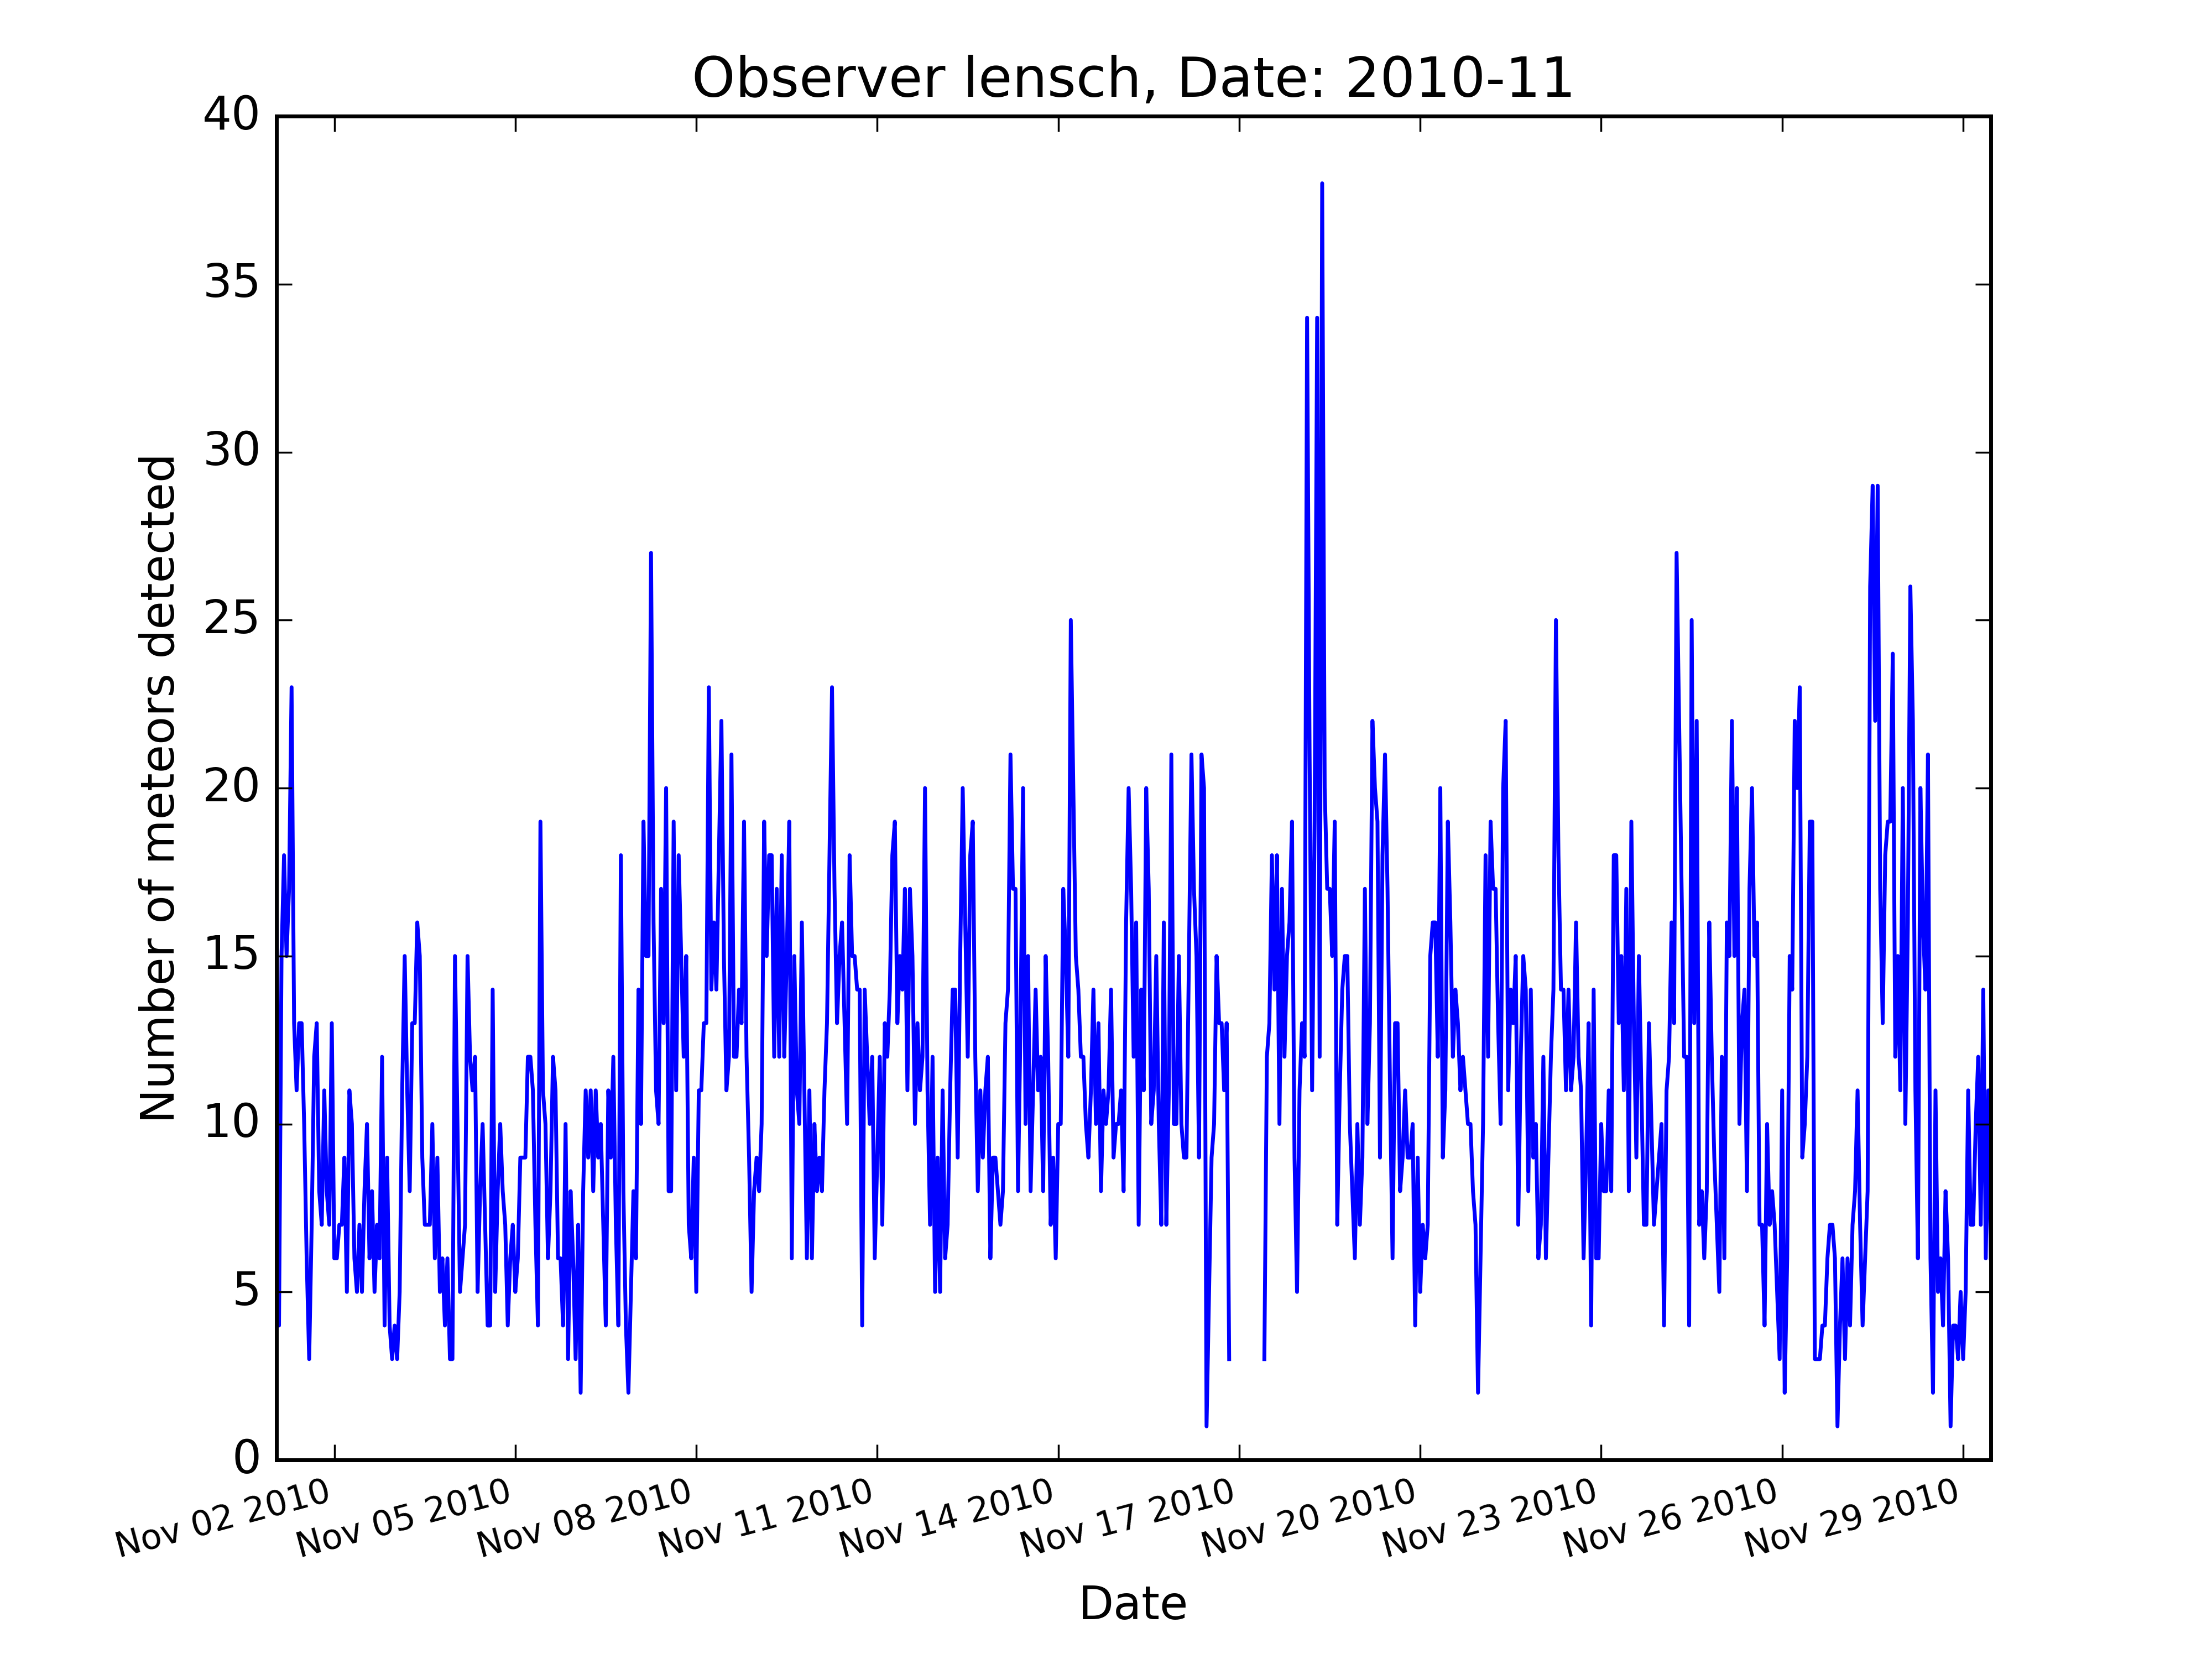 Observer lensch, Date: 2010-11
40
35
30
25
20
15
10
5
0
Number of meteors detected
Nov 02 2010
Nov 05 2010
Nov 08 2010
Nov 11 2010
Nov 14 2010
Nov 17 2010
Nov 20 2010
Nov 23 2010
Nov 26 2010
Nov 29 2010
Date